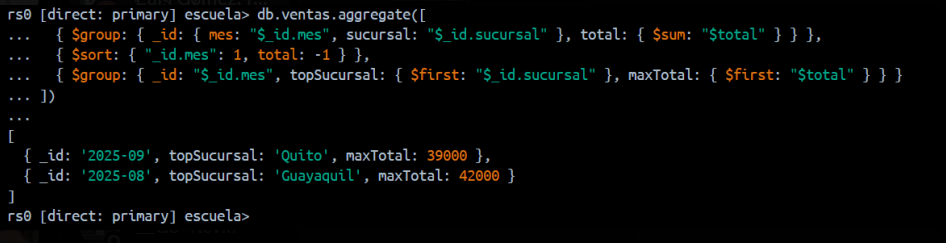 rs0 [direct: primary] escuela> db.ventas.aggregate([
...   { $group: { _id: { mes: "$_id.mes", sucursal: "$_id.sucursal" }, total: { $sum: "$total" } } },
...   { $sort: { "_id.mes": 1, total: -1 } },
...   { $group: { _id: "$_id.mes", topSucursal: { $first: "$_id.sucursal" }, maxTotal: { $first: "$total" } } }
... ])
...
[
  { _id: '2025-09', topSucursal: 'Quito', maxTotal: 39000 },
  { _id: '2025-08', topSucursal: 'Guayaquil', maxTotal: 42000 }
]
rs0 [direct: primary] escuela>